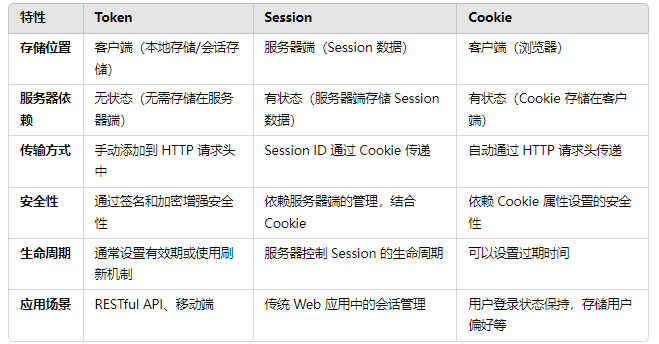 特性 Token Session Cookie
存储位置 客户端（本地存储/会话存 服务器端（Session 数据） 客户端（浏览器）
储）
服务器依 无状态（无需存储在服务 有状态（服务器端存储 Session 有状态（Cookie 存储在客户
赖 器端） 数据） 端）
传输方式 手动添加到 HTTP 请求头 Session ID 通过 Cookie 传递 自动通过 HTTP 请求头传递
中
安全性 通过签名和加密增强安全 依赖服务器端的管理，结合 依赖 Cookie 属性设置的安全
性 Cookie 性
生命周期 通常设置有效期或使用刷 服务器控制 Session 的生命周期 可以设置过期时间
新机制
应用场景 RESTful API、移动端 传统 Web 应用中的会话管理 用户登录状态保持，存储用户
偏好等